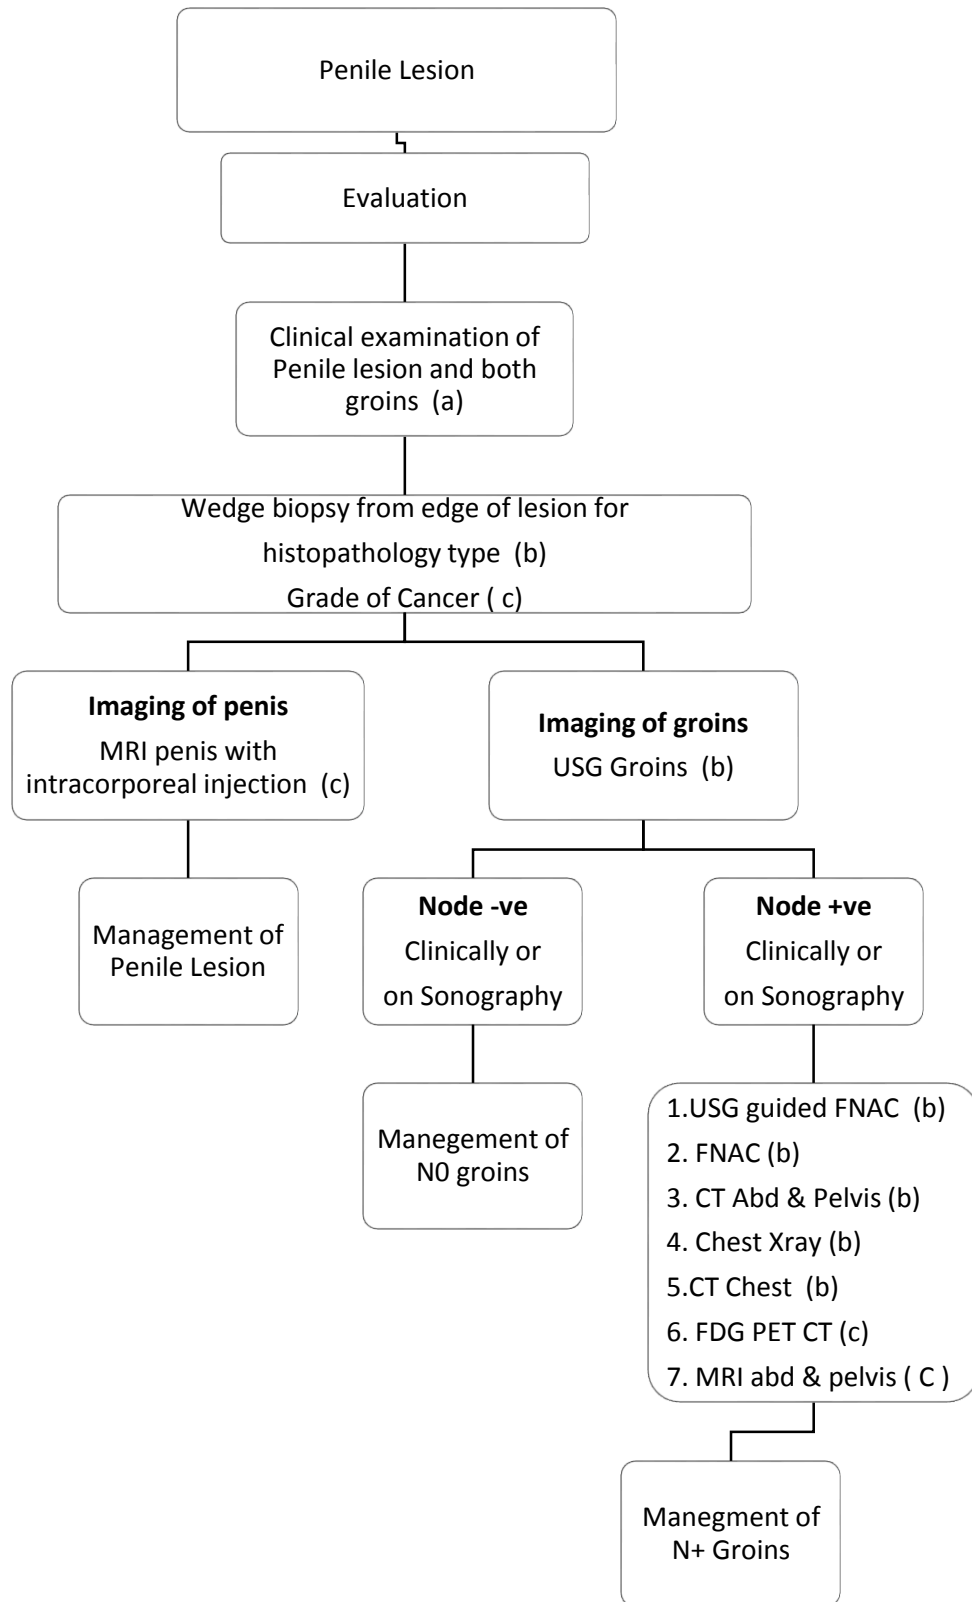 Penile Lesion
Evaluation
Clinical examination of
Penile lesion and both
groins (a)
Wedge biopsy from edge of lesion for
histopathology type (b)
Grade of Cancer ( c)
Imaging of penis
MRI penis with
intracorporeal injection (c)
Management of
Penile Lesion
Imaging of groins
USG Groins (b)
Node -ve
Clinically or
on Sonography
Manegement of
N0 groins
Node +ve
Clinically or
on Sonography
1.USG guided FNAC (b)
2. FNAC (b)
3. CT Abd & Pelvis (b)
4. Chest Xray (b)
5.CT Chest (b)
6. FDG PET CT (c)
7. MRI abd & pelvis ( C )
Manegment of
N+ Groins